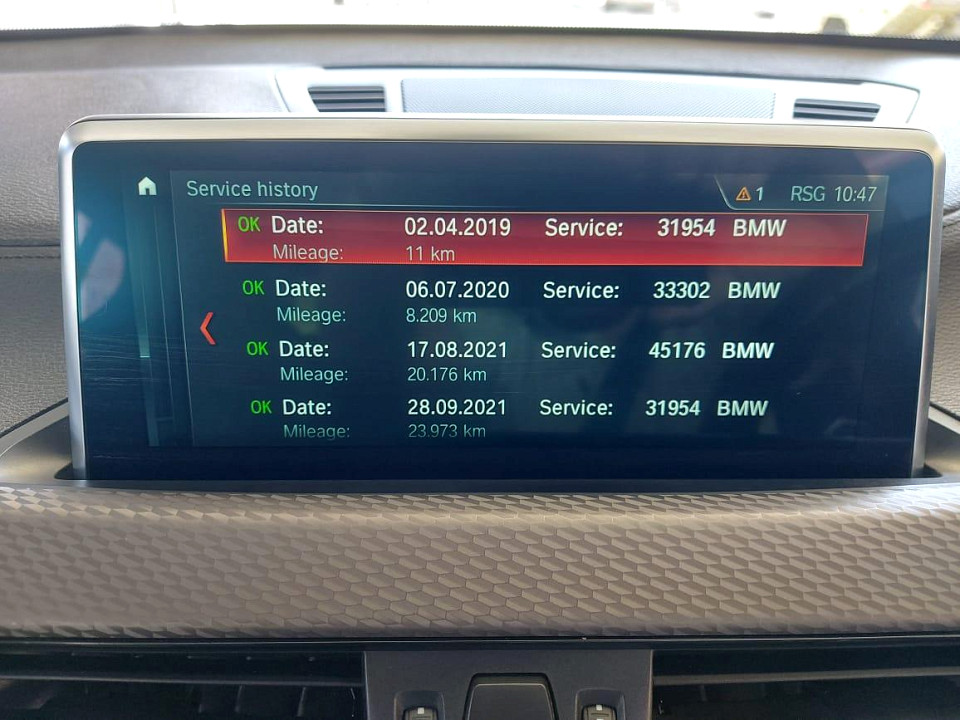 Service history 1 RSG 10:47
OK Date: 02.04.2019 Service: 31954 BMW
Mileage: 11 km
OK Date: 06.07.2020 Service: 33302 BMW
Mileage: 8.209 km
OK Date: 17.08.2021 Service: 45176 BMW
Mileage: 20.176 km
OK Date: 28.09.2021 Service: 31954 BMW
Mileage: 23.973 km